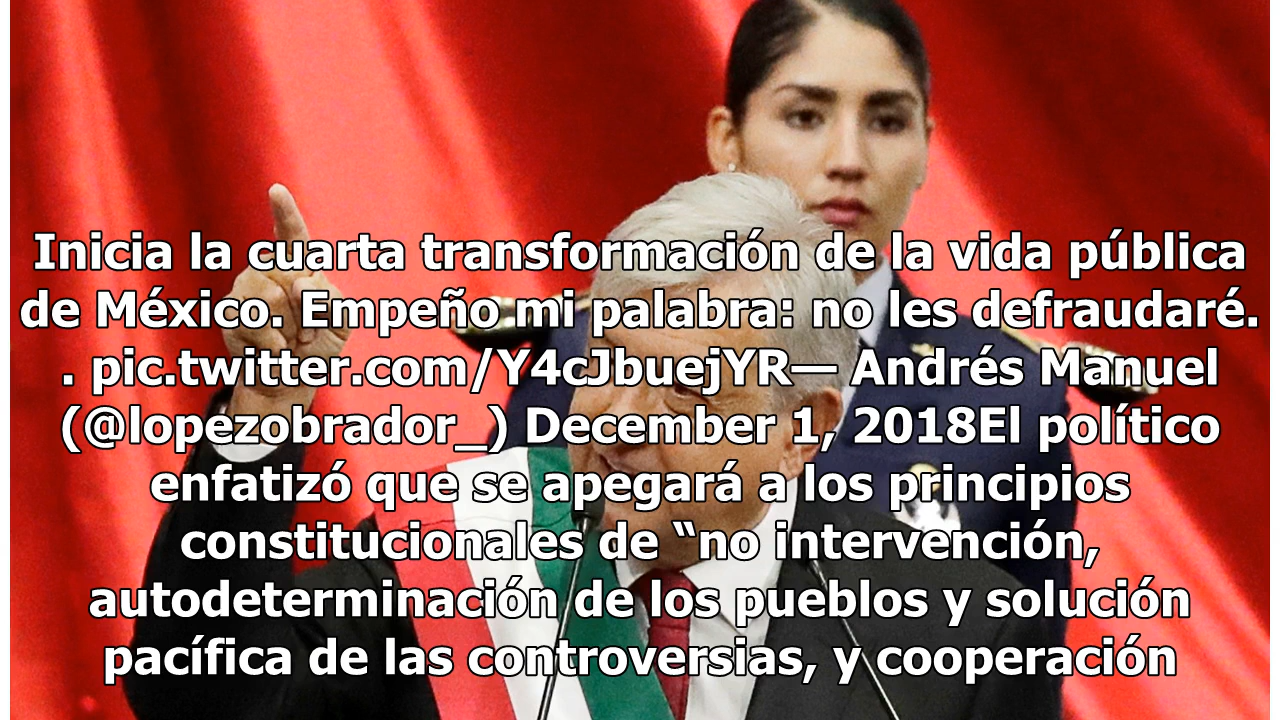 Inicia la cuarta transformación de la vida pública
de México. Empeño mi palabra: no les defraudaré.
. pic.twitter.com/Y4cJbuejYR— Andrés Manuel
(@lopezobrador_) December 1, 2018El político
enfatizó que se apegará a los principios
constitucionales de “no intervención,
autodeterminación de los pueblos y solución
pacífica de las controversias, y cooperación